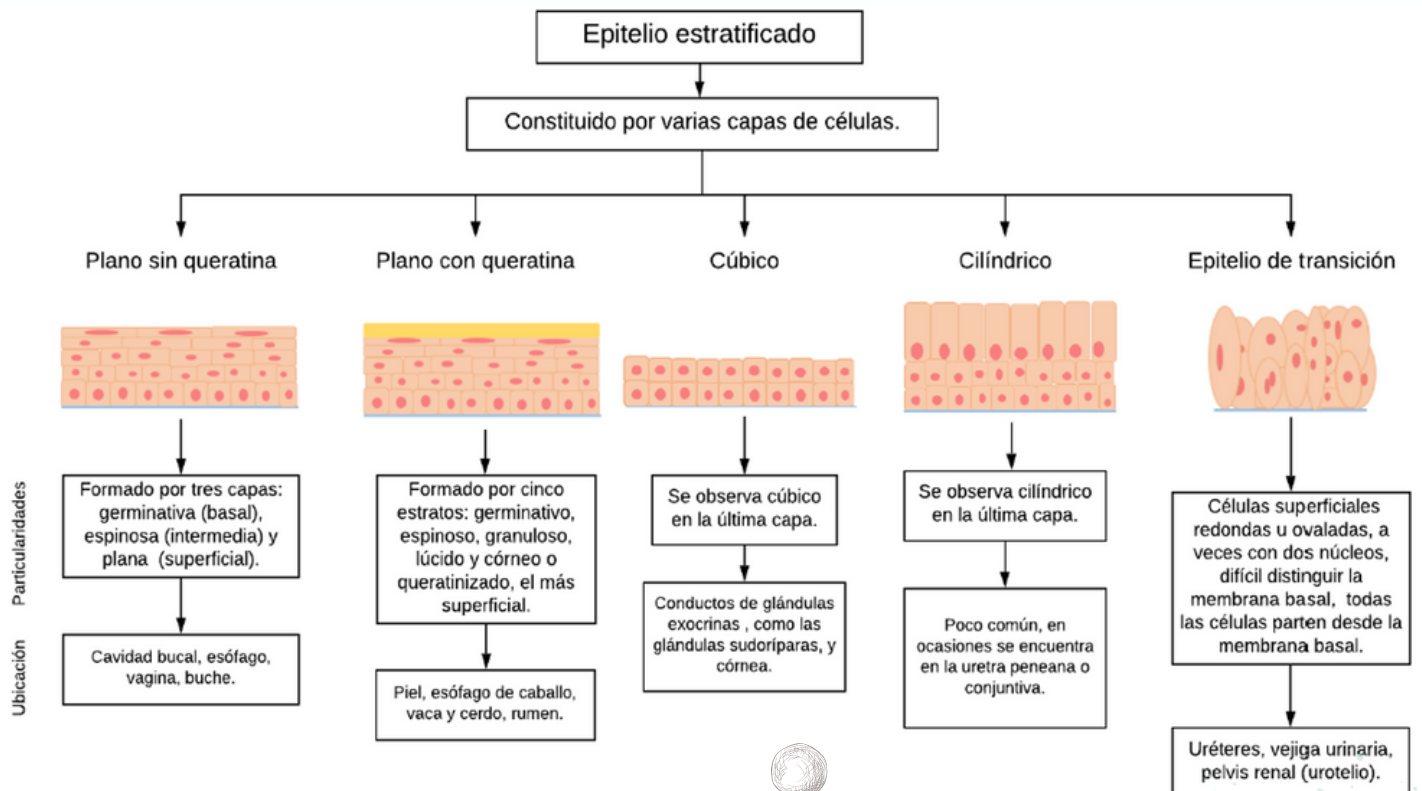 Epitelio estratificado
Constituido por varias capas de células.
Plano sin queratina
Plano con queratina
Cúbico
Cilíndrico
Epitelio de transición
Particularidades
Formado por tres capas:
germinativa (basal),
espinosa (intermedia) y
plana (superficial).
Formado por cinco
estratos: germinativo,
espinoso, granuloso,
lúcido y córneo o
queratinizado, el más
superficial.
Se observa cúbico
en la última capa.
Se observa cilíndrico
en la última capa.
Células superficiales
redondas u ovaladas, a
veces con dos núcleos,
difícil distinguir la
membrana basal, todas
las células parten desde la
membrana basal.
Ubicación
Cavidad bucal, esófago,
vagina, buche.
Piel, esófago de caballo,
vaca y cerdo, rumen.
Conductos de glándulas
exocrinas , como las
glándulas sudoríparas, y
córnea.
Poco común, en
ocasiones se encuentra
en la uretra peneana o
conjuntiva.
Uréteres, vejiga urinaria,
pelvis renal (urotelio).